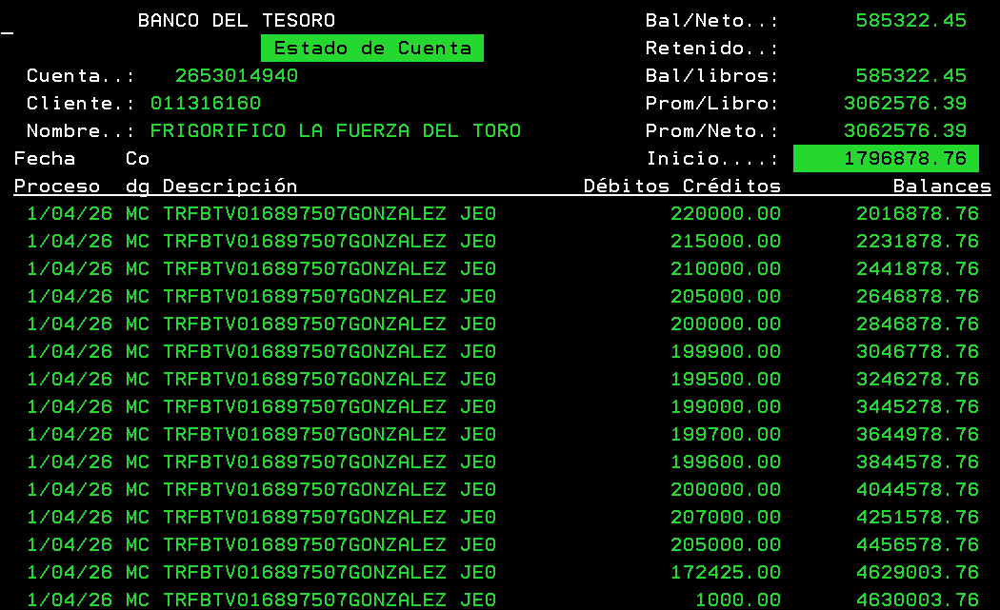 BANCO DEL TESORO Bal/Neto..: 585322.45
Estado de Cuenta Retenido..:
Cuenta..: 2653014940 Bal/libros: 585322.45
Cliente.: 011316160 Prom/Libro: 3062576.39
Nombre..: FRIGORIFICO LA FUERZA DEL TORO Prom/Neto.: 3062576.39
Fecha Co Inicio....: 1796878.76
Proceso dg Descripción Débitos Créditos Balances
1/04/26 MC TRFBTV016897507GONZALEZ JE0 220000.00 2016878.76
1/04/26 MC TRFBTV016897507GONZALEZ JE0 215000.00 2231878.76
1/04/26 MC TRFBTV016897507GONZALEZ JE0 210000.00 2441878.76
1/04/26 MC TRFBTV016897507GONZALEZ JE0 205000.00 2646878.76
1/04/26 MC TRFBTV016897507GONZALEZ JE0 200000.00 2846878.76
1/04/26 MC TRFBTV016897507GONZALEZ JE0 199900.00 3046778.76
1/04/26 MC TRFBTV016897507GONZALEZ JE0 199500.00 3246278.76
1/04/26 MC TRFBTV016897507GONZALEZ JE0 199000.00 3445278.76
1/04/26 MC TRFBTV016897507GONZALEZ JE0 199700.00 3644978.76
1/04/26 MC TRFBTV016897507GONZALEZ JE0 199600.00 3844578.76
1/04/26 MC TRFBTV016897507GONZALEZ JE0 200000.00 4044578.76
1/04/26 MC TRFBTV016897507GONZALEZ JE0 207000.00 4251578.76
1/04/26 MC TRFBTV016897507GONZALEZ JE0 205000.00 4456578.76
1/04/26 MC TRFBTV016897507GONZALEZ JE0 172425.00 4629003.76
1/04/26 MC TRFBTV016897507GONZALEZ JE0 1000.00 4630003.76